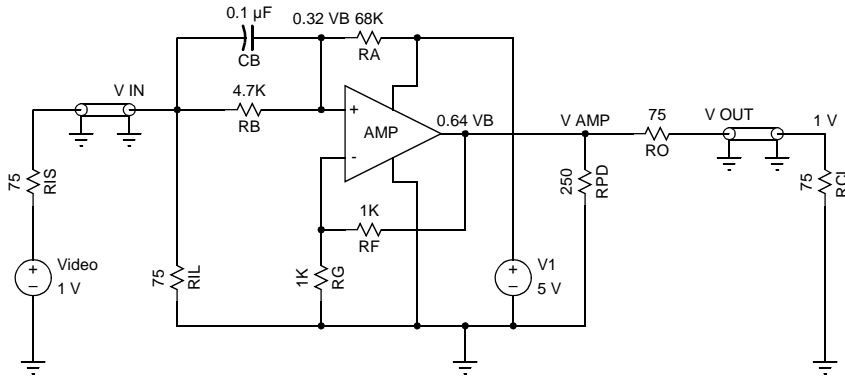 0.1 µF
0.32 VB 68K
CB
RA
V IN
4.7K
RB
+
AMP
-
0.64 VB
V AMP
75
RO
V OUT
1 V
75
RIS
250
RPD
75
RCL
1K
RF
75
RIL
1K
RG
+
−
Video
1 V
+
−
V1
5 V